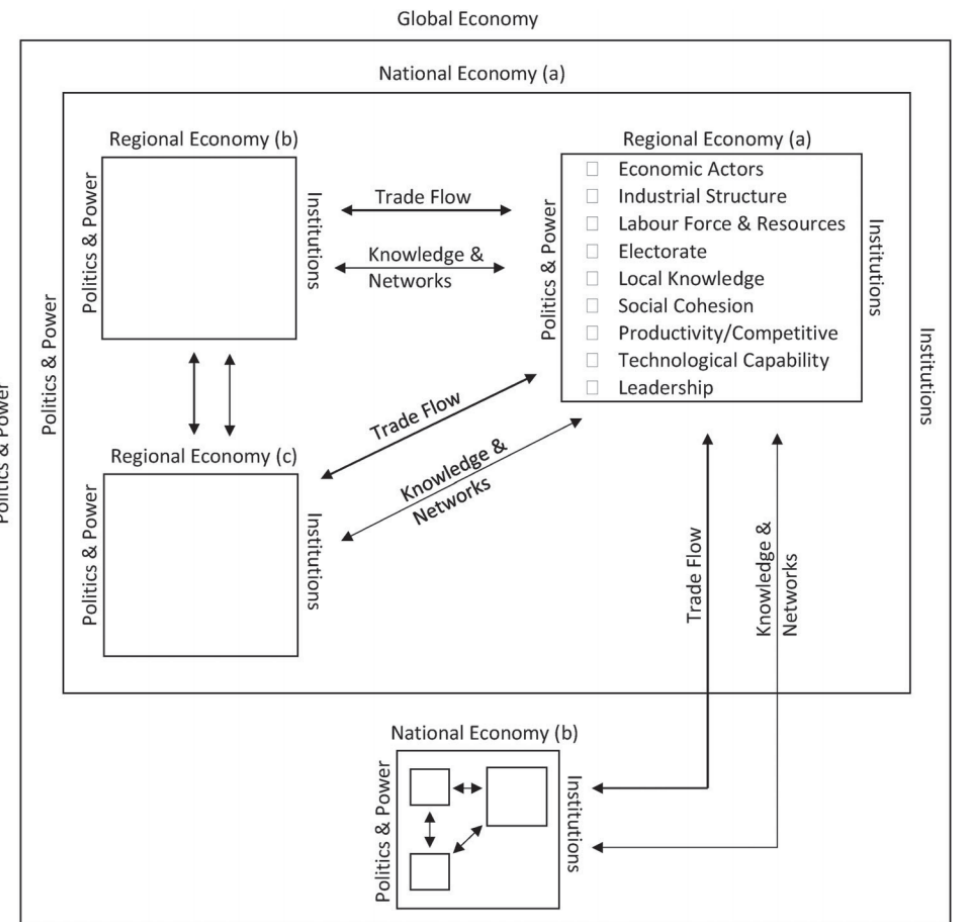 Global Economy
National Economy (a)
Regional Economy (b)
Politics & Power
Institutions
Trade Flow
Knowledge &
Networks
Regional Economy (a)
Politics & Power
Economic Actors
Industrial Structure
Labour Force & Resources
Electorate
Local Knowledge
Social Cohesion
Productivity/Competitive
Technological Capability
Leadership
Institutions
Politics & Power
Politics & Power
Institutions
Trade Flow
Knowledge &
Networks
Regional Economy (c)
Politics & Power
Institutions
Trade Flow
Knowledge &
Networks
National Economy (b)
Politics & Power
Institutions